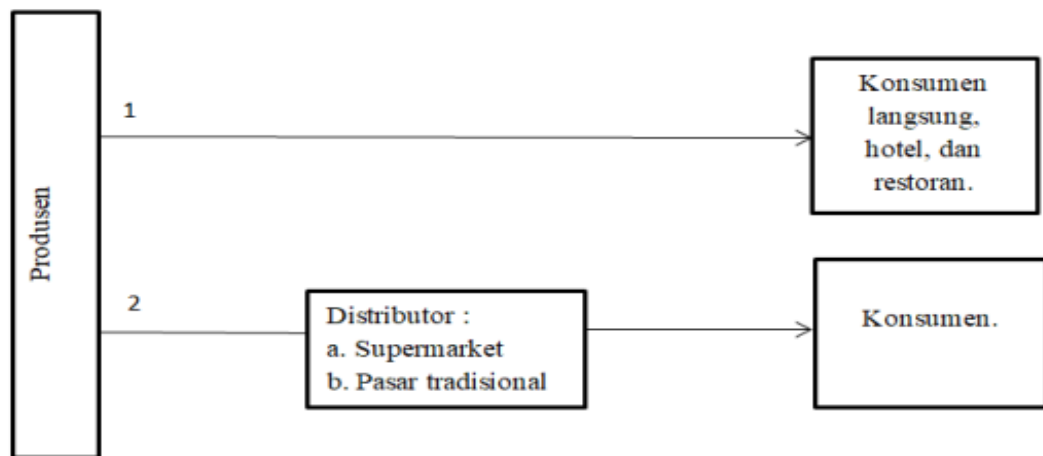 Produsen
1
Konsumen
langsung,
hotel, dan
restoran.
2
Distributor :
a. Supermarket
b. Pasar tradisional
Konsumen.